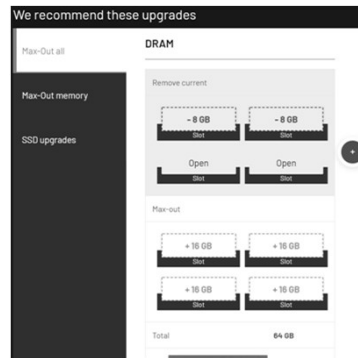 We recommend these upgrades
Max-Out all
Max-Out memory
SSD upgrades
DRAM
Remove current
- 8 GB - 8 GB
Slot Slot
Open Open
Slot Slot
Max-out
+ 16 GB + 16 GB
Slot Slot
+ 16 GB + 16 GB
Slot Slot
Total 64 GB
+